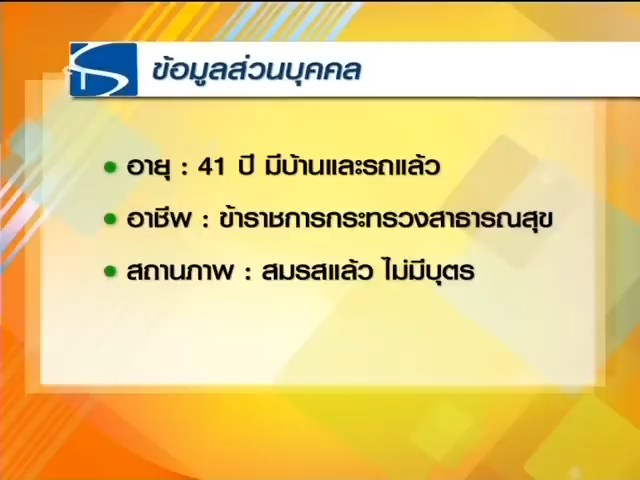 ข้อมูลส่วนบุคคล
• อายุ : 41 ปี มีบ้านและรถแล้ว
• อาชีพ : ข้าราชการกระทรวงสาธารณสุข
• สถานภาพ : สมรสแล้ว ไม่มีบุตร